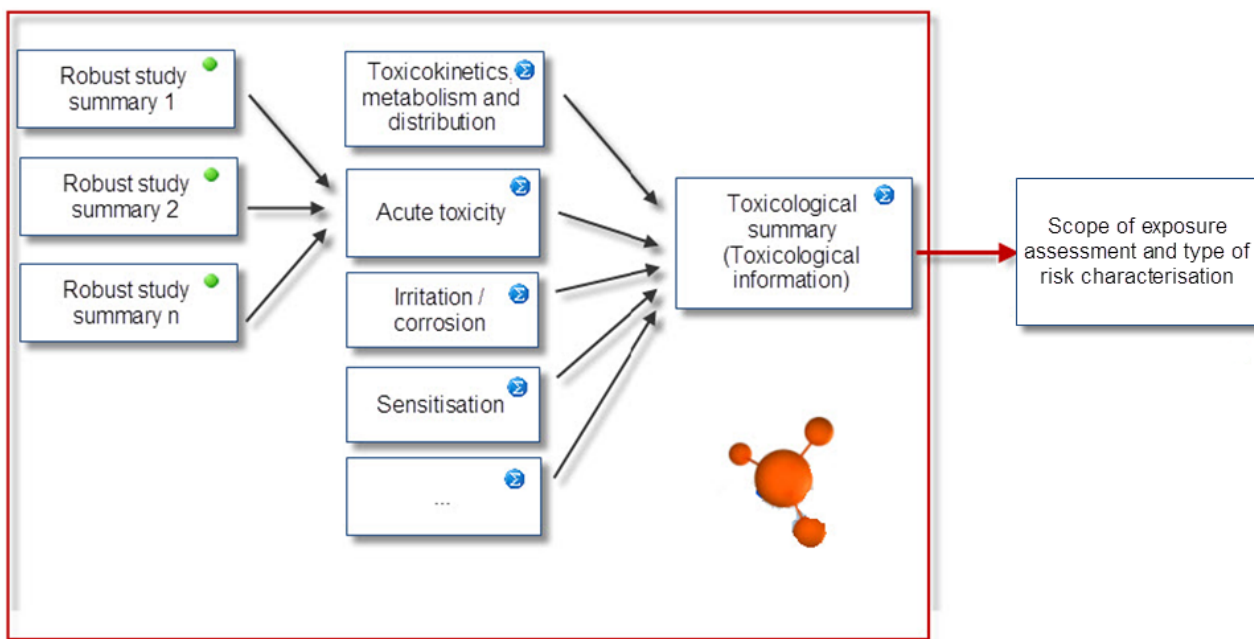 Robust study
summary 1
Robust study
summary 2
Robust study
summary n
Toxicokinetics,
metabolism and
distribution
Σ
Acute toxicity
Σ
Irritation /
corrosion
Σ
Sensitisation
Σ
...
Σ
Toxicological
summary
(Toxicological
information)
Σ
Scope of exposure
assessment and type of
risk characterisation